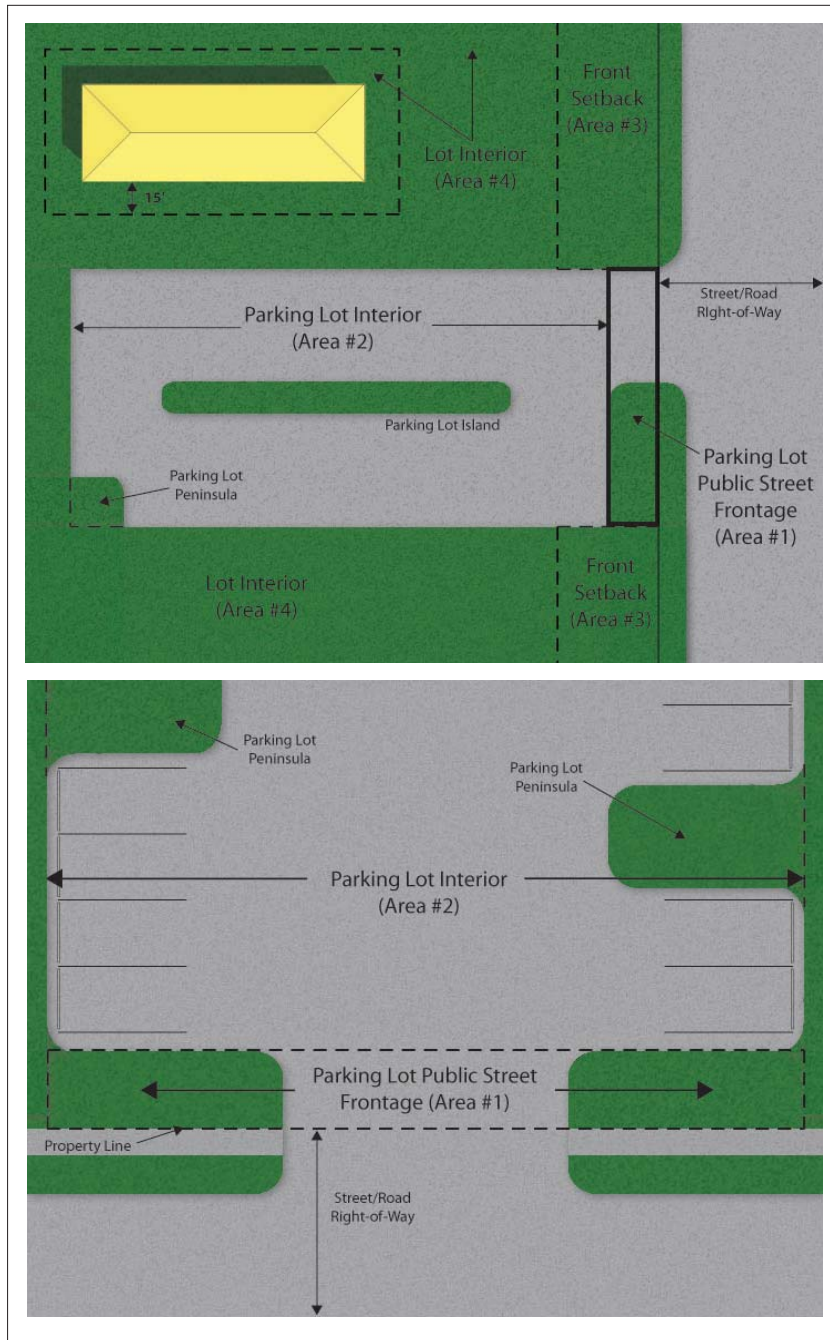 Front
Setback
(Area #3)
Lot Interior
(Area #4)
15'
Street/Road
RIght-of-Way
Parking Lot Interior
(Area #2)
Parking Lot Island
Parking Lot
Peninsula
Parking Lot
Public Street
Frontage
(Area #1)
Lot Interior
(Area #4)
Front
Setback
(Area #3)
Parking Lot
Peninsula
Parking Lot
Peninsula
Parking Lot Interior
(Area #2)
Parking Lot Public Street
Frontage (Area #1)
Property Line
Street/Road
Right-of-Way